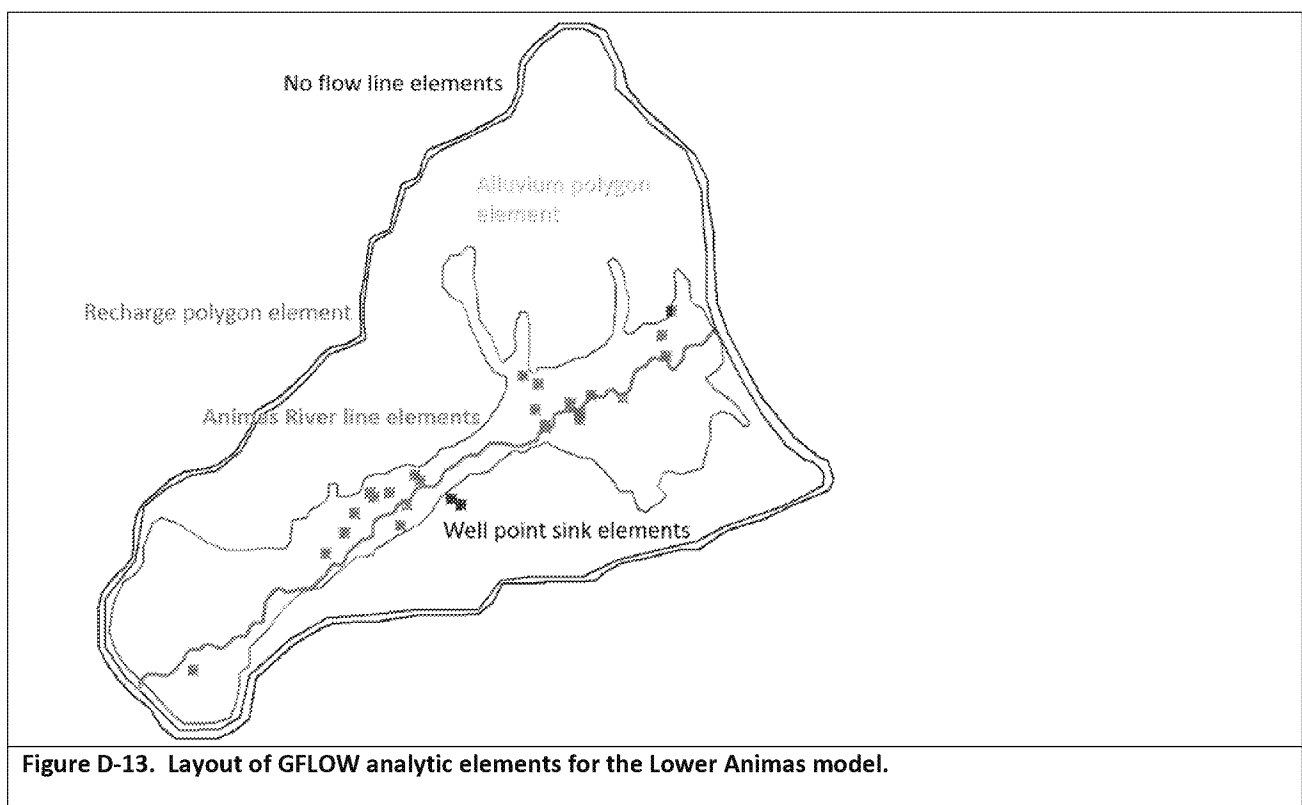 No flow line elements
Alluvium polygon
element
Recharge polygon element
Animas River line elements
Well point sink elements
Figure D-13. Layout of GFLOW analytic elements for the Lower Animas model.